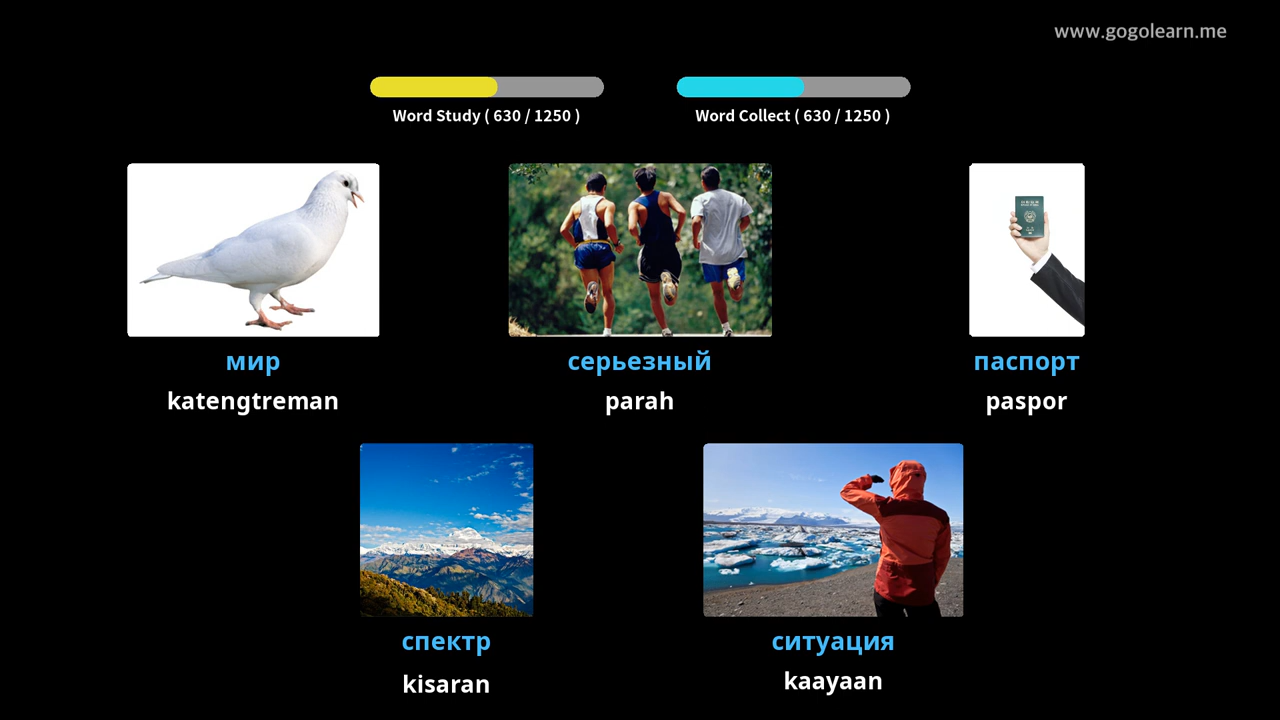 www.gogolearn.me
Word Study ( 630 / 1250 )
Word Collect ( 630 / 1250 )
мир
серьезный
паспорт
katengtreman
parah
paspor
спектр
ситуация
kisaran
kaayaan